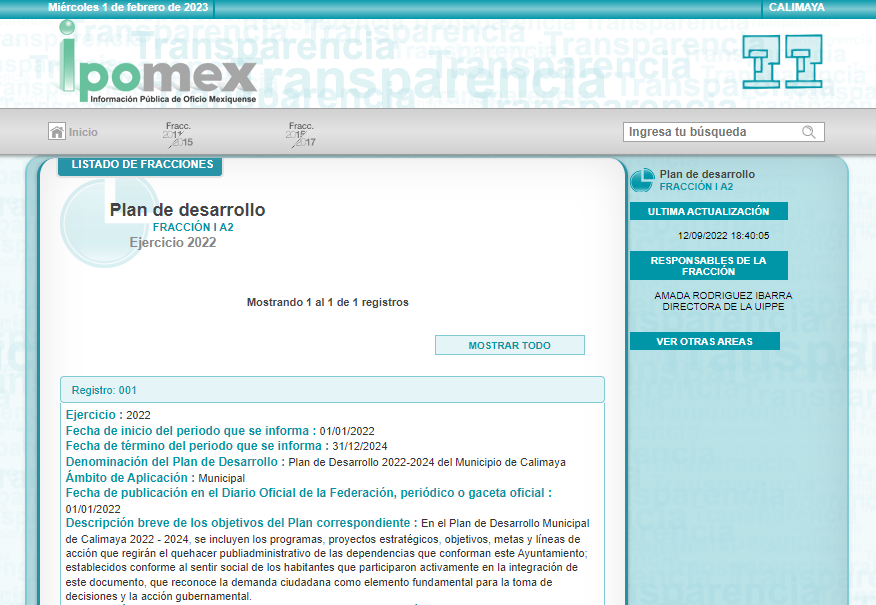 Miércoles 1 de febrero de 2023
CALIMAYA
ipomex
Información Pública de Oficio Mexiquense
Transparencia
Inicio
Fracc.
2015
Fracc.
2017
Ingresa tu búsqueda
LISTADO DE FRACCIONES
Plan de desarrollo
FRACCIÓN I A2
Ejercicio 2022
Mostrando 1 al 1 de 1 registros
MOSTRAR TODO
Registro: 001
Ejercicio : 2022
Fecha de inicio del periodo que se informa : 01/01/2022
Fecha de término del periodo que se informa : 31/12/2024
Denominación del Plan de Desarrollo : Plan de Desarrollo 2022-2024 del Municipio de Calimaya
Ámbito de Aplicación : Municipal
Fecha de publicación en el Diario Oficial de la Federación, periódico o gaceta oficial :
01/01/2022
Descripción breve de los objetivos del Plan correspondiente : En el Plan de Desarrollo Municipal
de Calimaya 2022 - 2024, se incluyen los programas, proyectos estratégicos, objetivos, metas y líneas de
acción que regirán el quehacer publiadministrativo de las dependencias que conforman este Ayuntamiento;
establecidos conforme al sentir social de los habitantes que participaron activamente en la integración de
este documento, que reconoce la demanda ciudadana como elemento fundamental para la toma de
decisiones y la acción gubernamental.
Plan de desarrollo
FRACCIÓN I A2
ULTIMA ACTUALIZACIÓN
12/09/2022 18:40:05
RESPONSABLES DE LA
FRACCIÓN
AMADA RODRIGUEZ IBARRA
DIRECTORA DE LA UIPPE
VER OTRAS AREAS